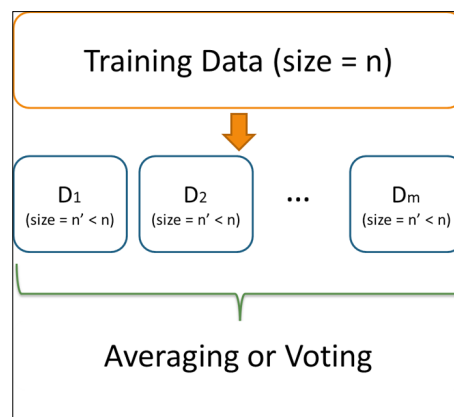 Training Data (size = n)
D1 D2 ... Dm
(size = n' < n) (size = n' < n) (size = n' < n)
Averaging or Voting